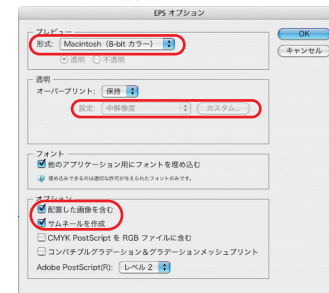 EPS オプション
プレビュー
形式: Macintosh (8-bit カラー)
透明 不透明
OK
キャンセル
透明
オーバープリント: 保持
設定: 中解像度 カスタム...
フォント
他のアプリケーション用にフォントを埋め込む
埋め込みできるのは適切な許可が与えられたフォントのみです。
オプション
配置した画像を含む
サムネールを作成
CMYK PostScript を RGB ファイルに含む
コンパチブルグラデーション&グラデーションメッシュプリント
Adobe PostScript(R): レベル 2